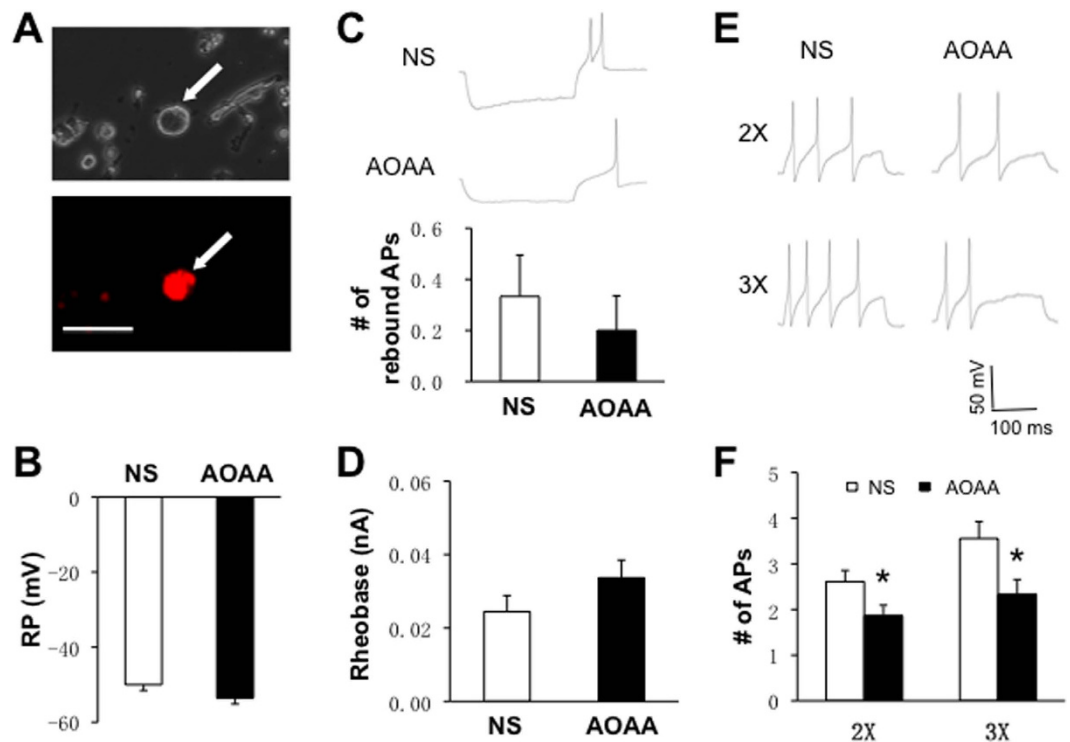 A
B
NS AOAA
RP (mV)
0
-20
-40
-60
C
NS
AOAA
# of
rebound APs
0.6
0.4
0.2
0.0
NS AOAA
D
Rheobase (nA)
0.06
0.04
0.02
0.00
NS AOAA
E
NS AOAA
2X
3X
50 mV
100 ms
F
# of APs
5
4
3
2
1
0
NS AOAA
*
*
2X 3X